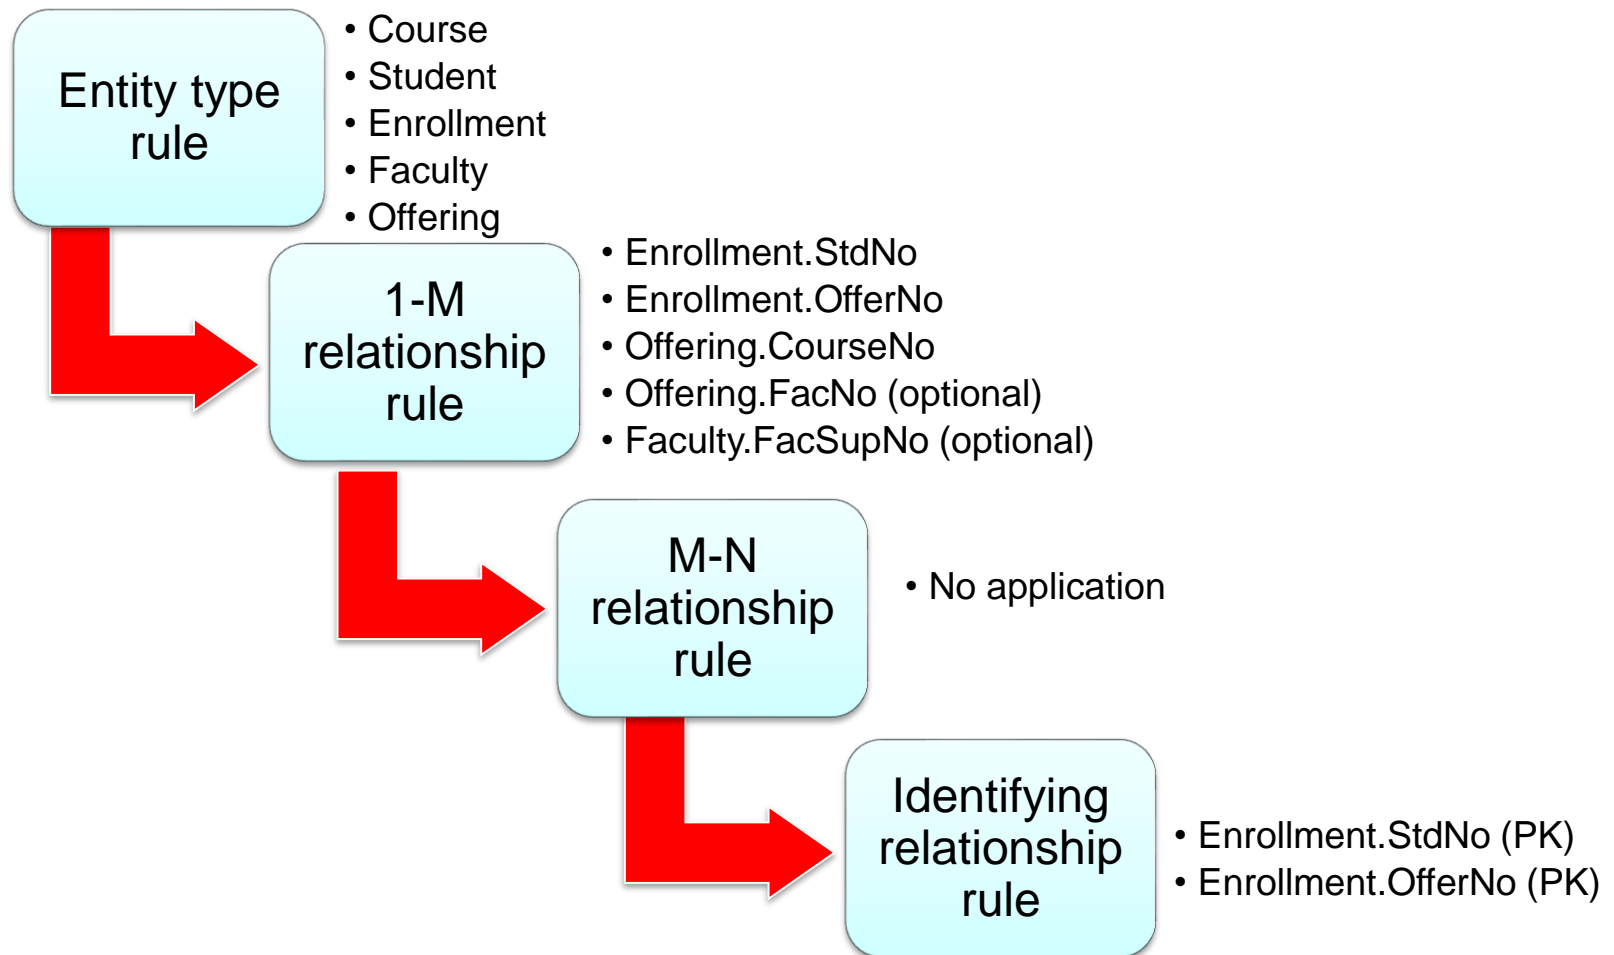 Entity type
rule
• Course
• Student
• Enrollment
• Faculty
• Offering
1-M
relationship
rule
• Enrollment.StdNo
• Enrollment.OfferNo
• Offering.CourseNo
• Offering.FacNo (optional)
• Faculty.FacSupNo (optional)
M-N
relationship
rule
• No application
Identifying
relationship
rule
• Enrollment.StdNo (PK)
• Enrollment.OfferNo (PK)